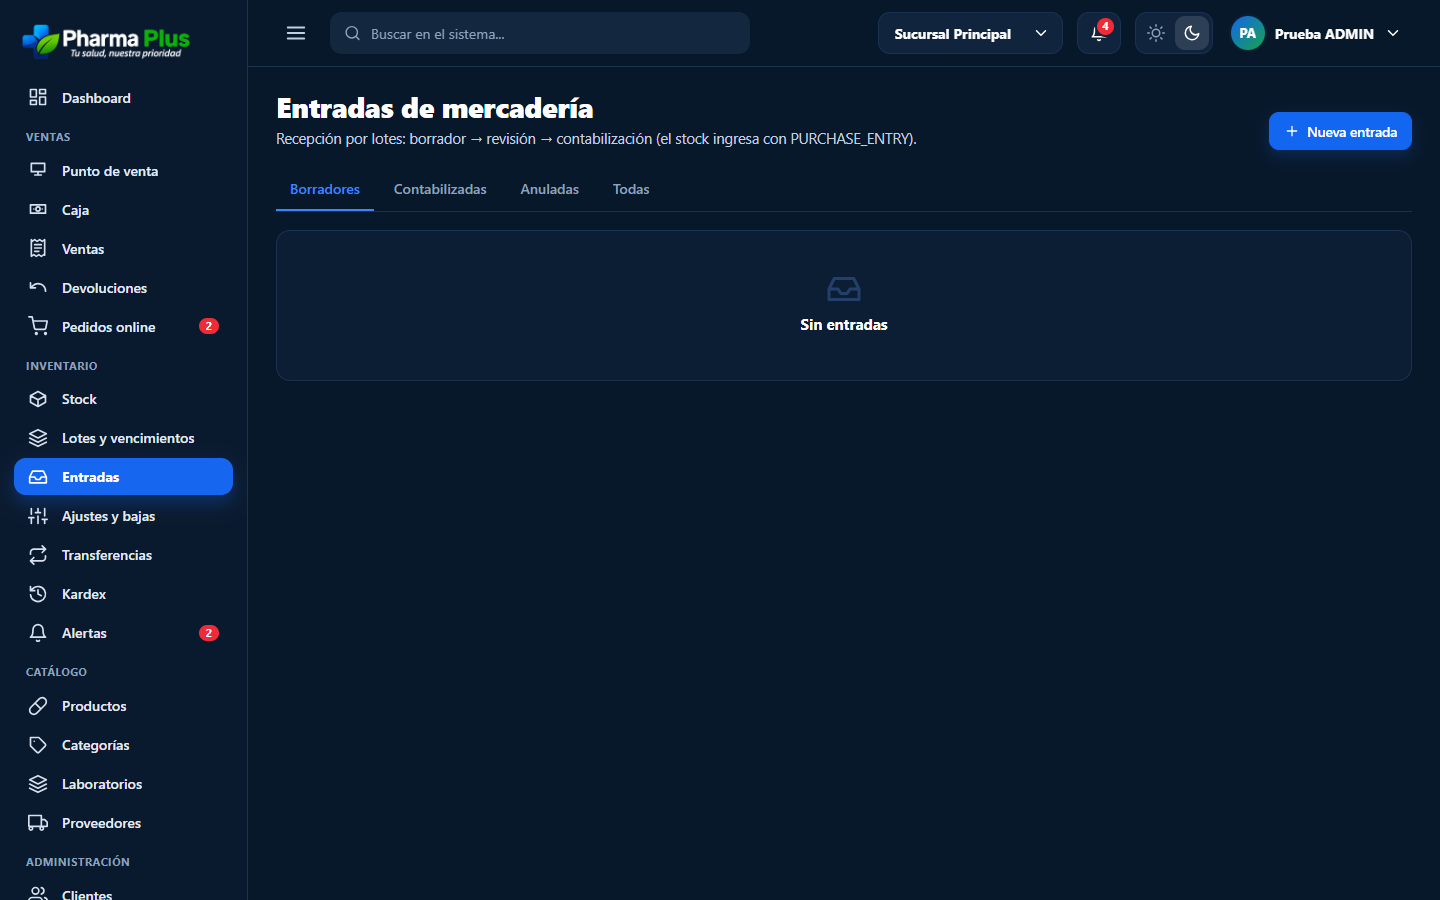 Pharma Plus
Tu salud, nuestra prioridad
Dashboard
VENTAS
Punto de venta
Caja
Ventas
Devoluciones
Pedidos online 2
INVENTARIO
Stock
Lotes y vencimientos
Entradas
Ajustes y bajas
Transferencias
Kardex
Alertas 2
CATÁLOGO
Productos
Categorías
Laboratorios
Proveedores
ADMINISTRACIÓN
Clientes
Buscar en el sistema...
Sucursal Principal
4
PA Prueba ADMIN
Entradas de mercadería
Recepción por lotes: borrador → revisión → contabilización (el stock ingresa con PURCHASE_ENTRY).
+ Nueva entrada
Borradores Contabilizadas Anuladas Todas
Sin entradas